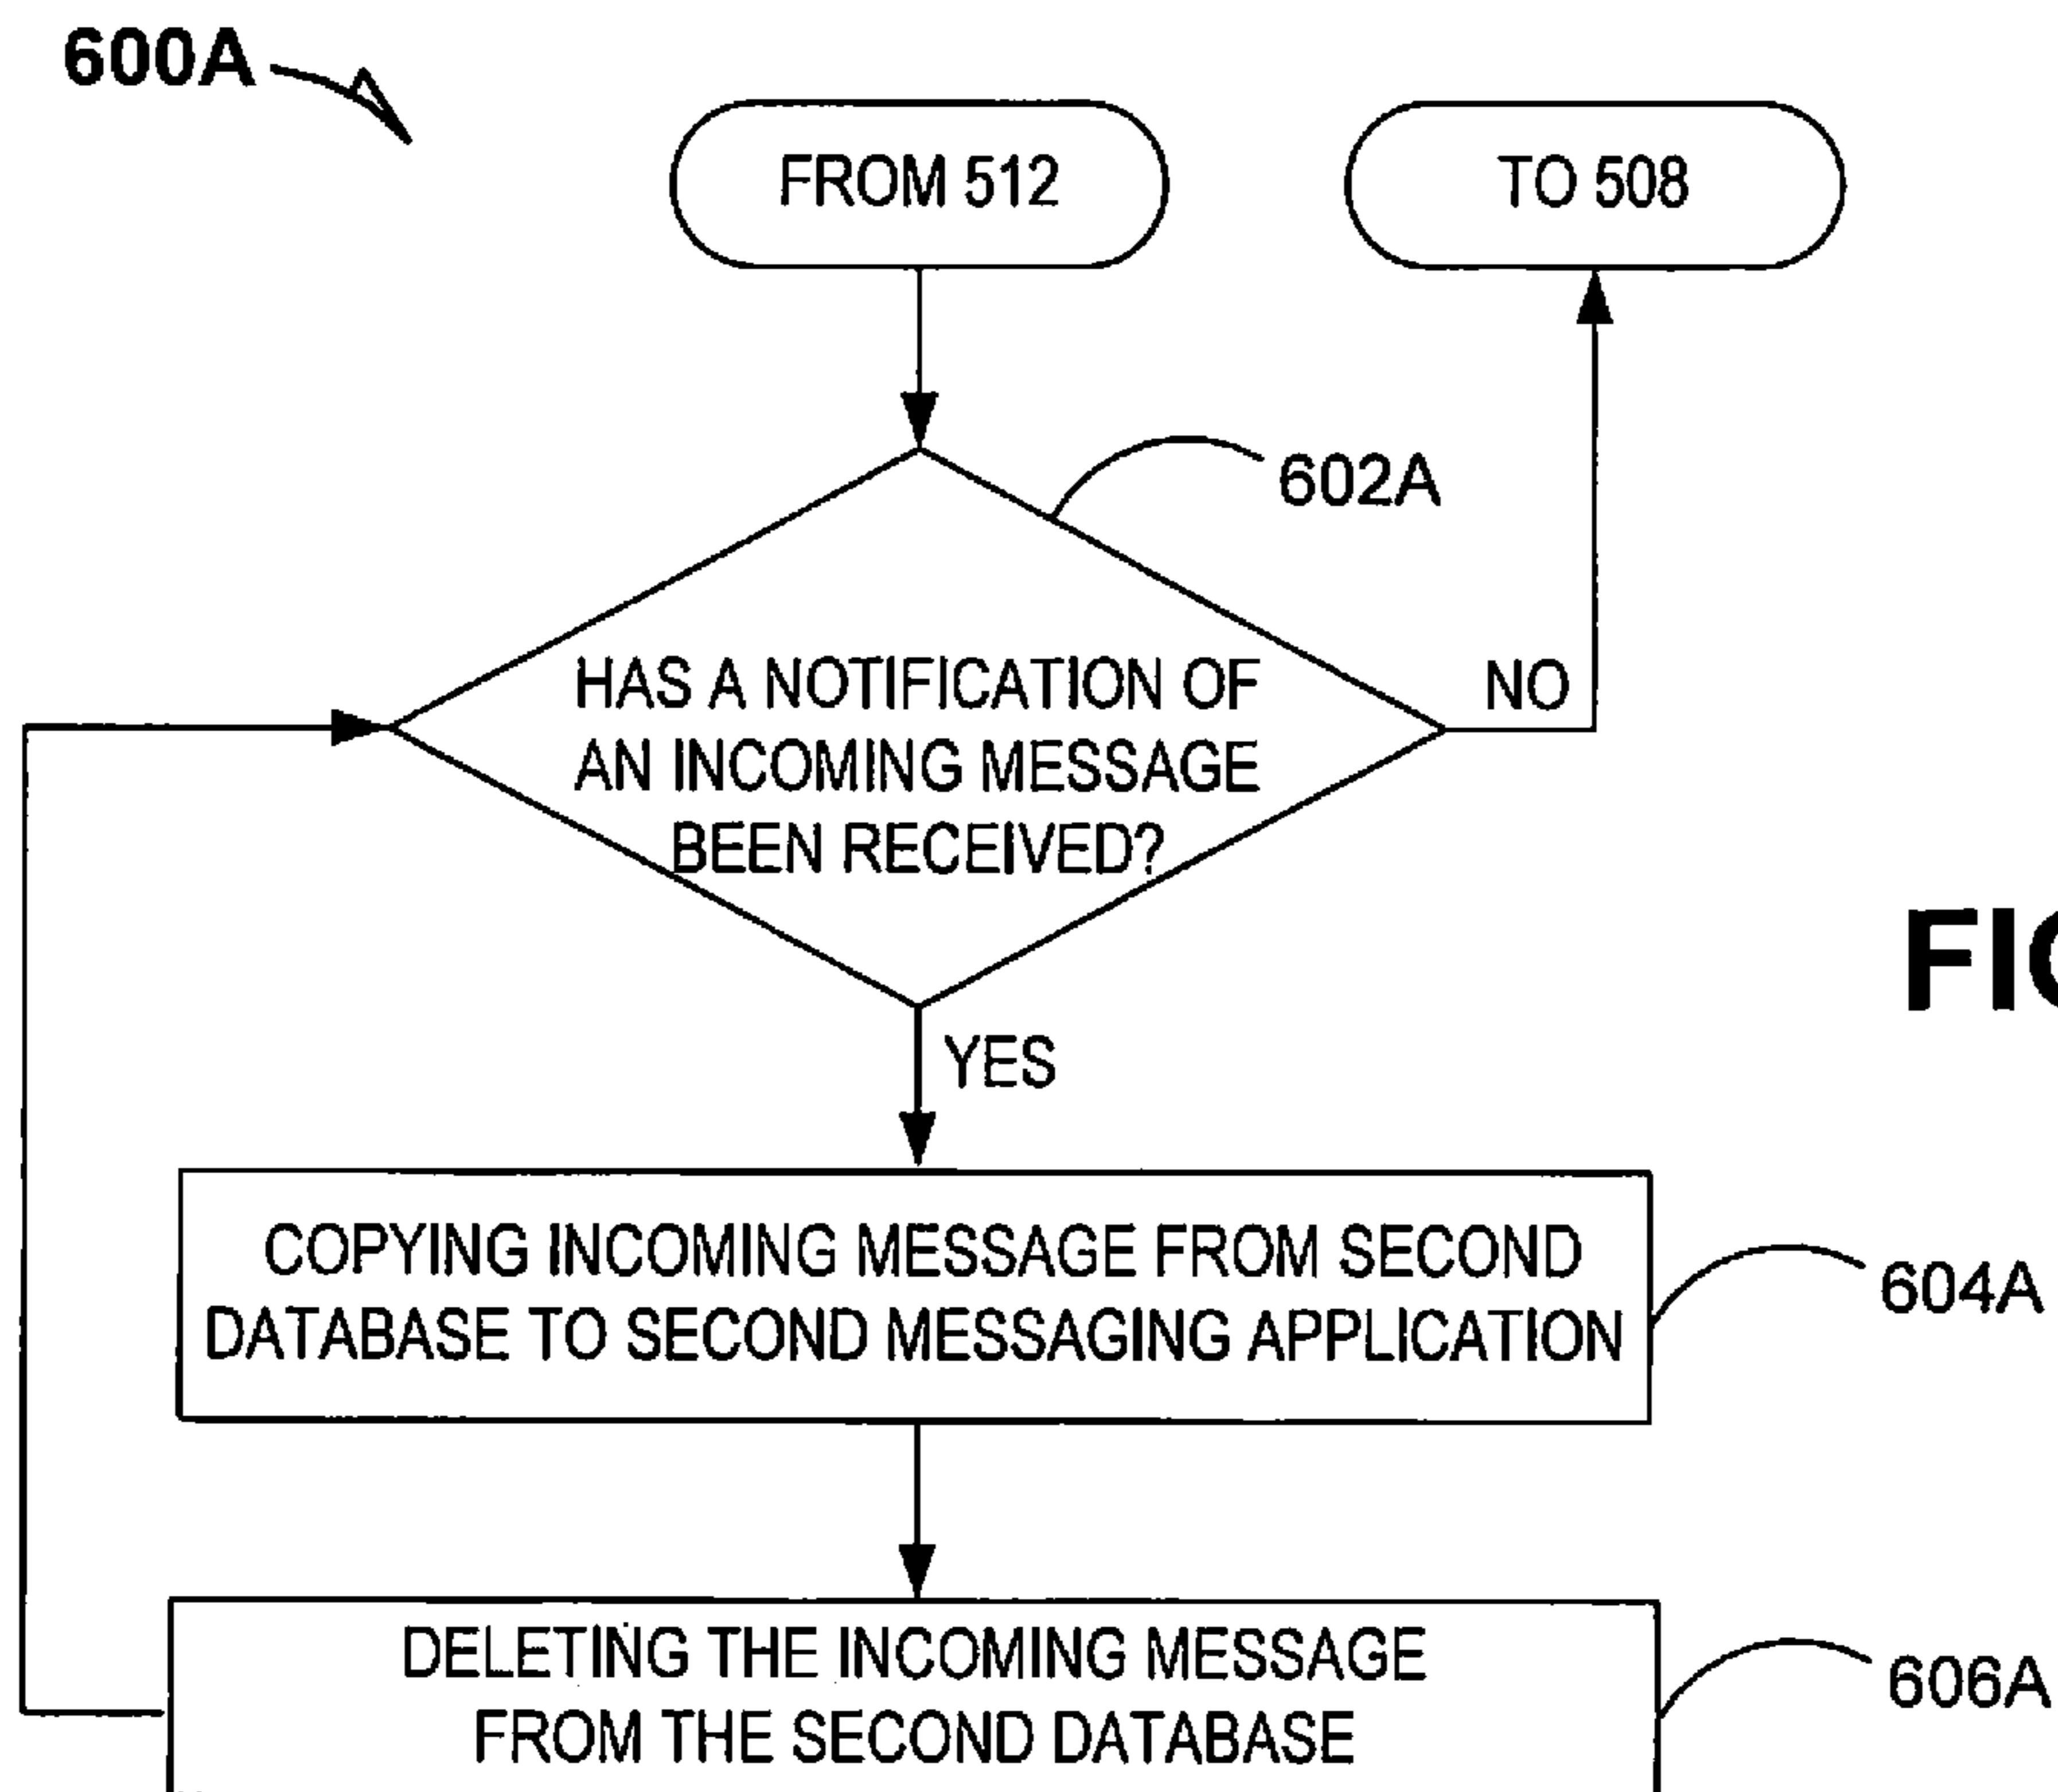 600A
FROM 512
TO 508
602A
HAS A NOTIFICATION OF
AN INCOMING MESSAGE
BEEN RECEIVED?
NO
YES
COPYING INCOMING MESSAGE FROM SECOND
DATABASE TO SECOND MESSAGING APPLICATION
604A
DELETING THE INCOMING MESSAGE
FROM THE SECOND DATABASE
606A